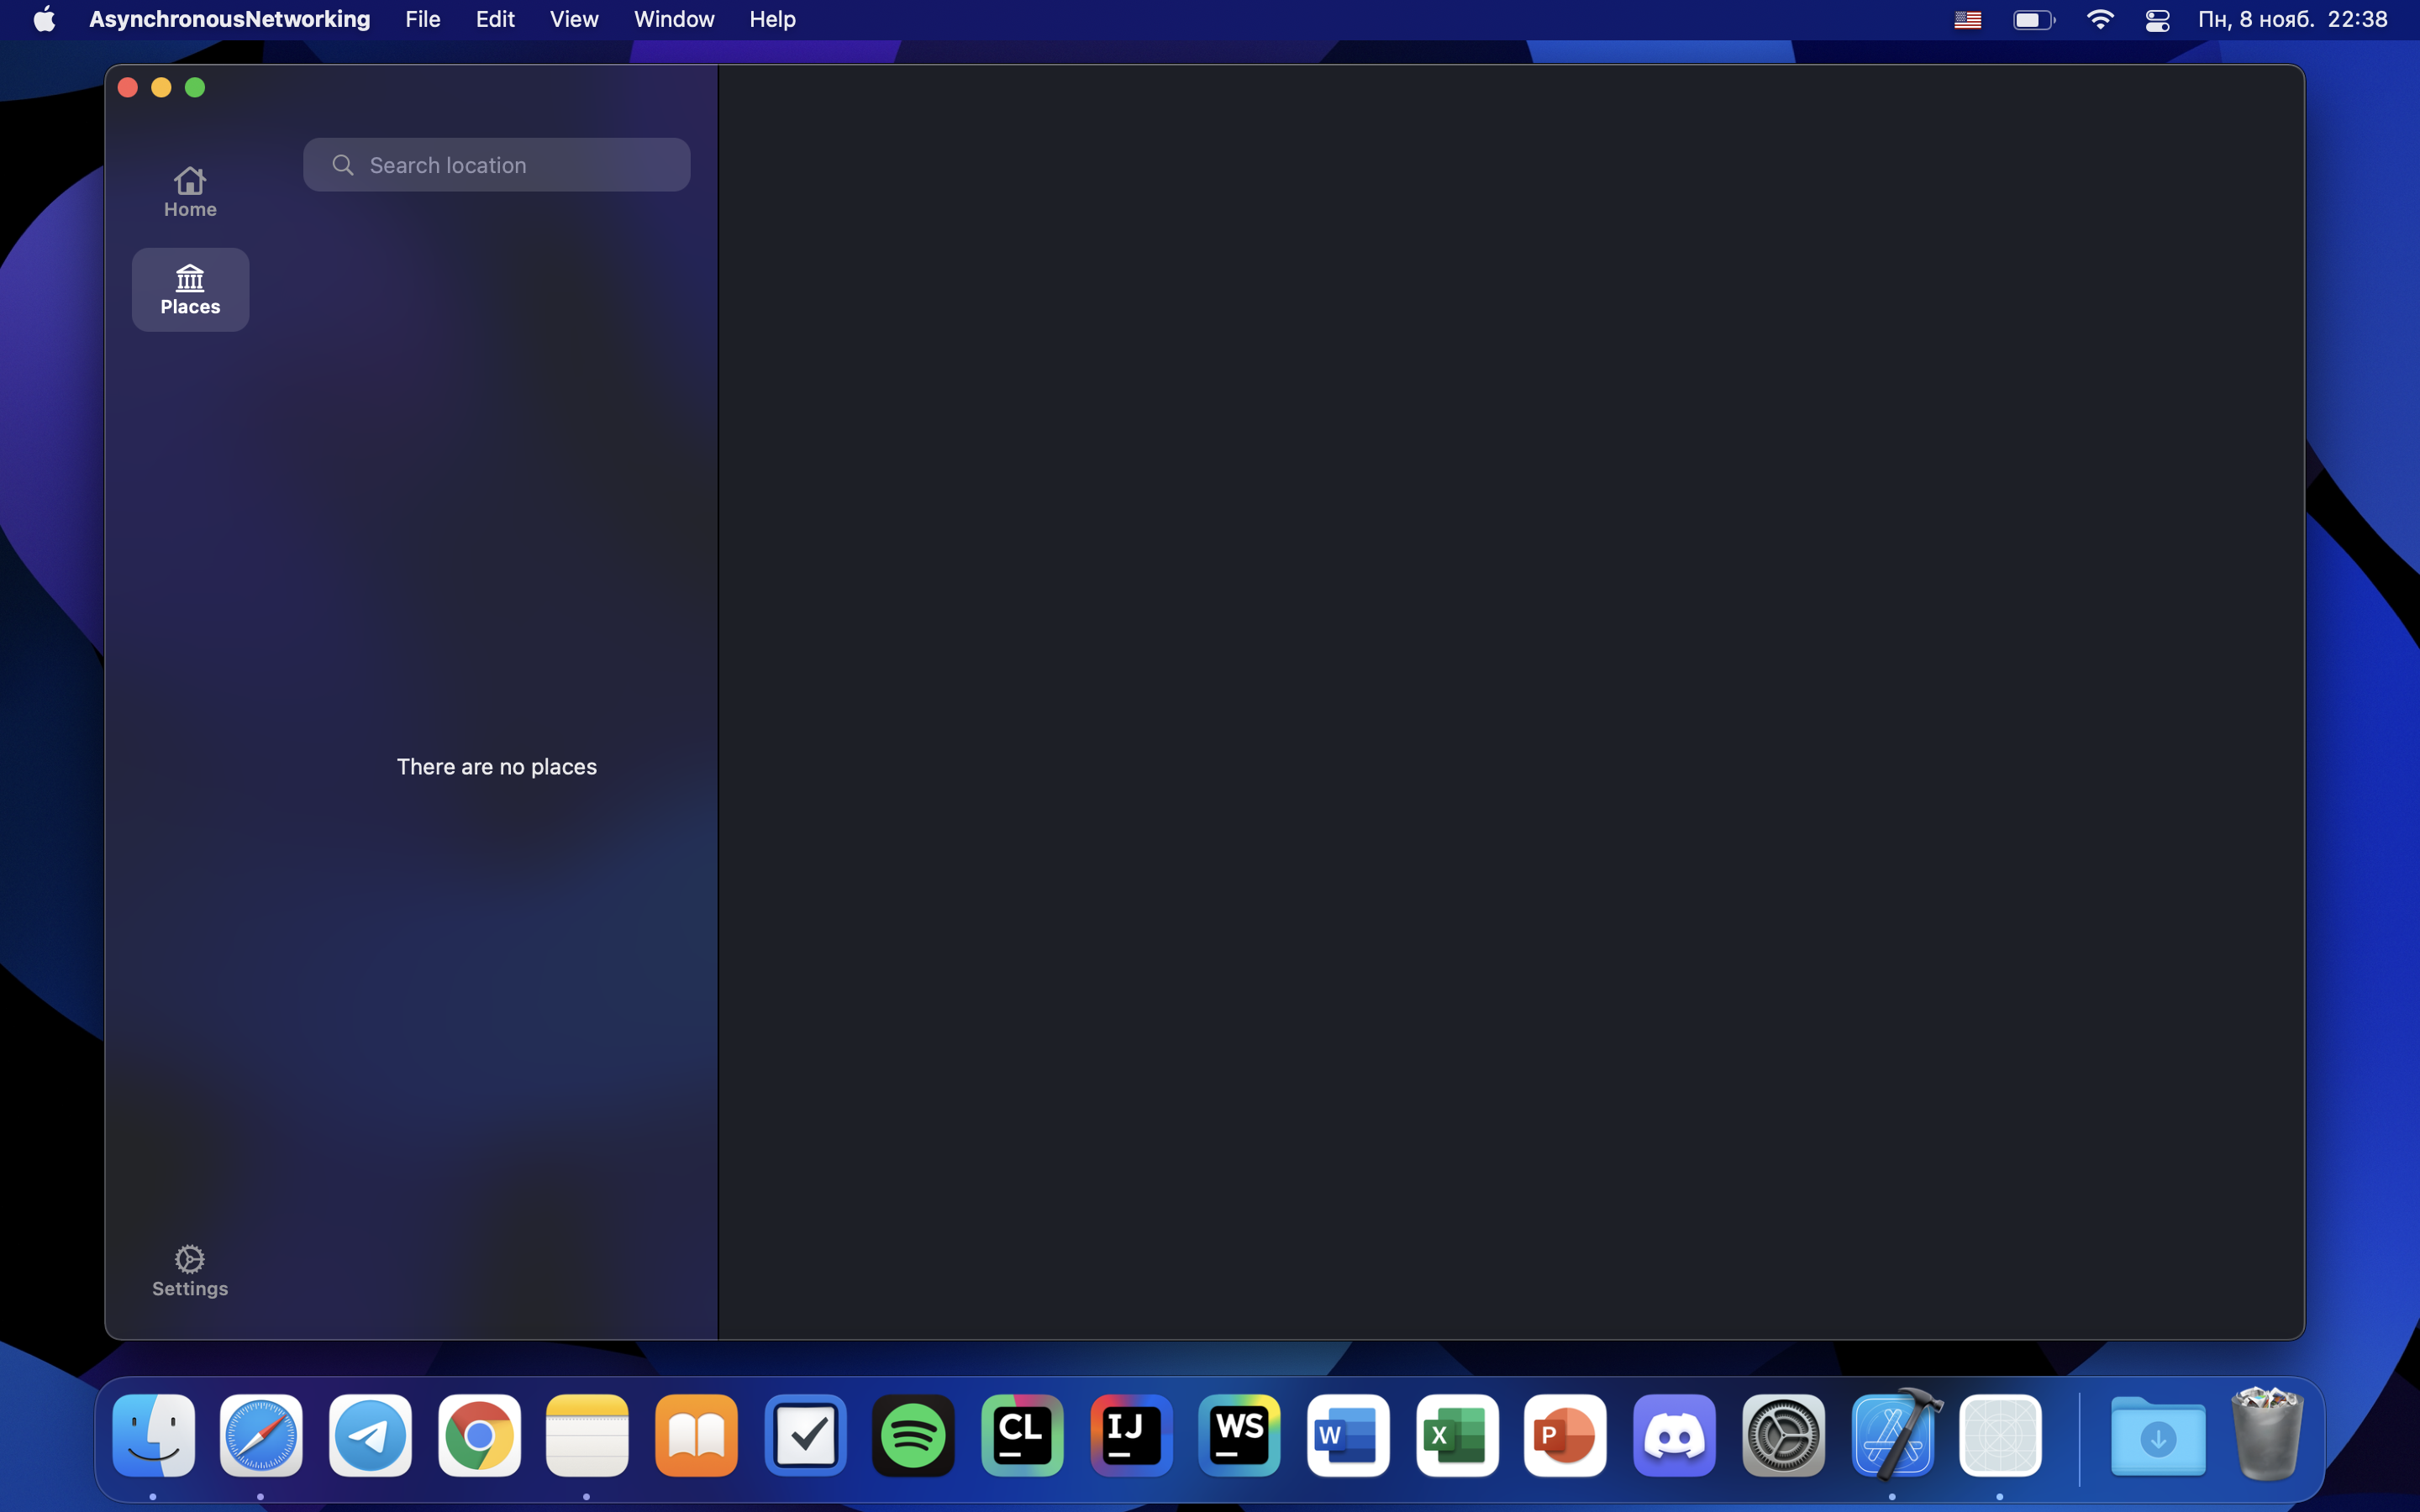 AsynchronousNetworking File Edit View Window Help Пн, 8 нояб. 22:38
Search location
Home
Places
There are no places
Settings
CL IJ WS W X P